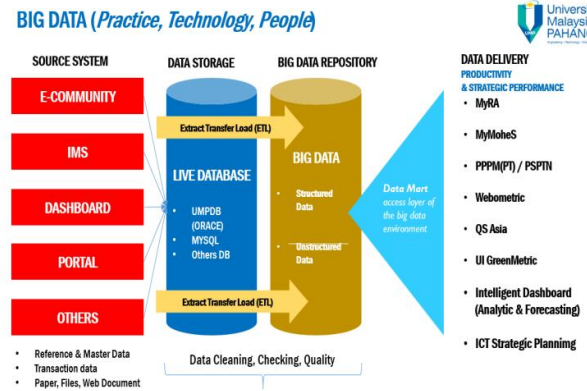 BIG DATA (Practice, Technology, People)
Universi
Malaysia
PAHANG
SOURCE SYSTEM
DATA STORAGE
BIG DATA REPOSITORY
DATA DELIVERY
PRODUCTIVITY
& STRATEGIC PERFORMANCE
E-COMMUNITY
IMS
DASHBOARD
PORTAL
OTHERS
• Reference & Master Data
• Transaction data
• Paper, Files, Web Document
Extract Transfer Load (ETL)
LIVE DATABASE
• UMPDB
(ORACE)
• MYSQL
• Others DB
Extract Transfer Load (ETL)
Data Cleaning, Checking, Quality
BIG DATA
• Structured
Data
• Unstructured
Data
Data Mart
access layer of
the big data
environment
• MyRA
• MyMoheS
• PPPM(PT) / PSPTN
• Webometric
• QS Asia
• UI GreenMetric
• Intelligent Dashboard
(Analytic & Forecasting)
• ICT Strategic Plannimg